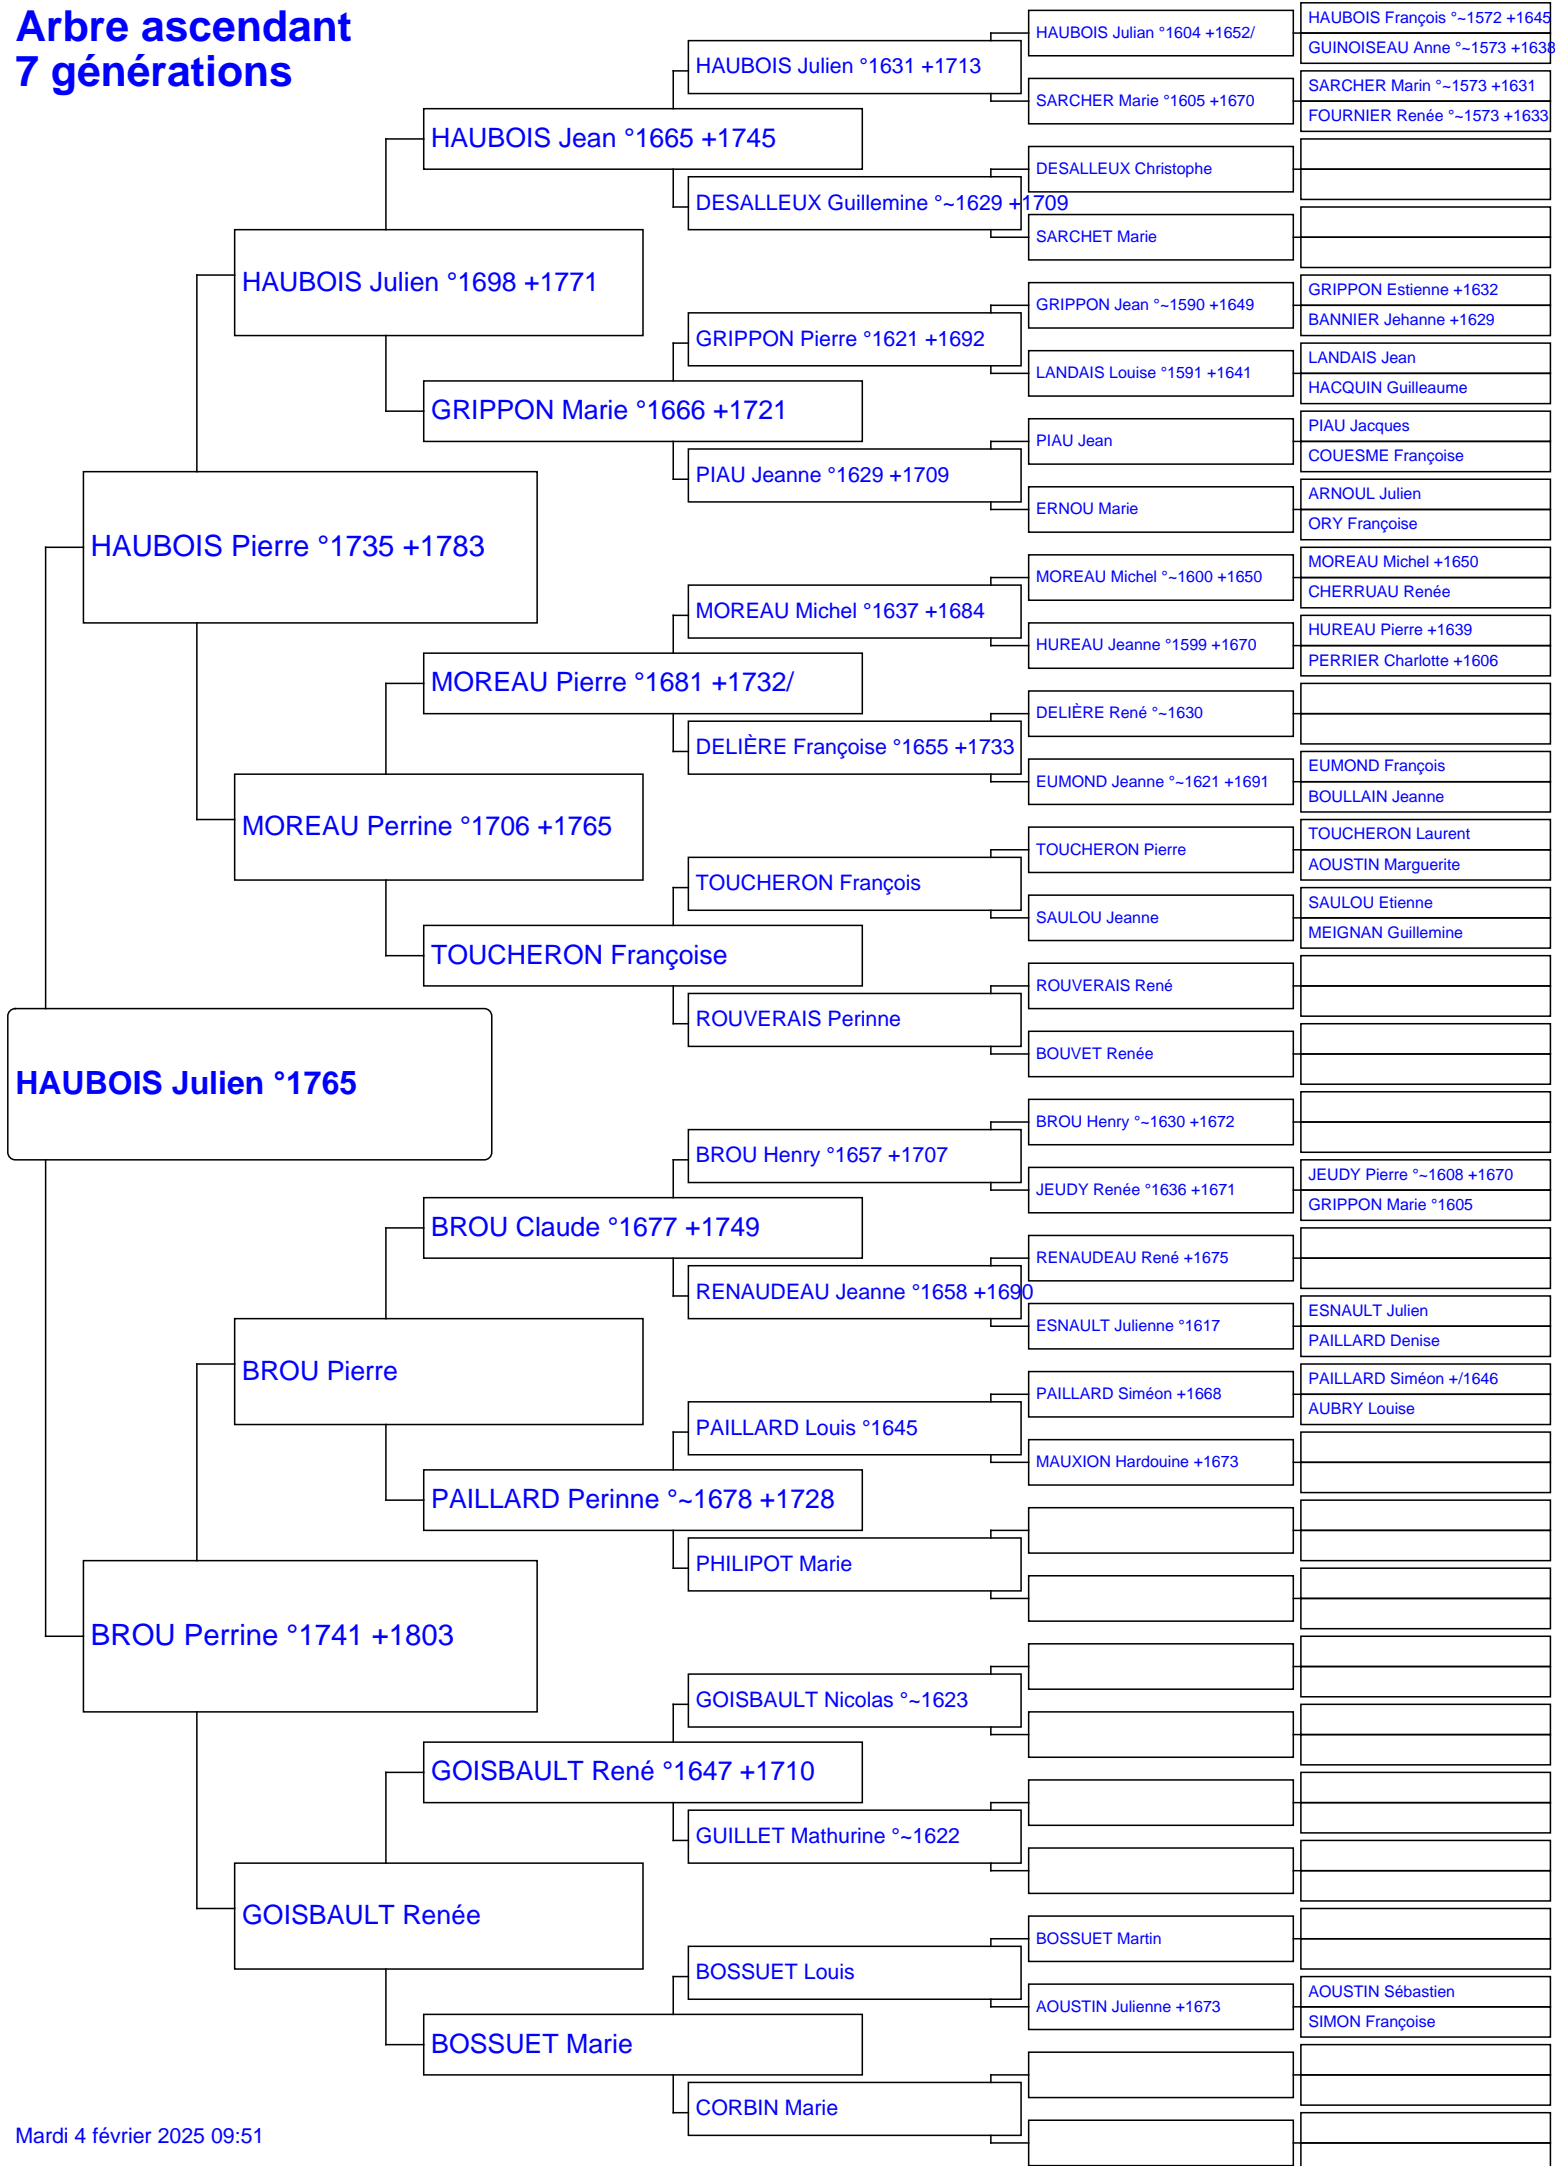 Arbre ascendant
7 générations
HAUBOIS Julien °1765
HAUBOIS Pierre °1735 +1783
BROU Perrine °1741 +1803
HAUBOIS Julien °1698 +1771
MOREAU Perrine °1706 +1765
BROU Pierre
GOISBAULT Renée
HAUBOIS Jean °1665 +1745
GRIPPON Marie °1666 +1721
MOREAU Pierre °1681 +1732/
TOUCHERON Françoise
BROU Claude °1677 +1749
PAILLARD Perinne °~1678 +1728
GOISBAULT René °1647 +1710
BOSSUET Marie
HAUBOIS Julien °1631 +1713
DESALLEUX Guillemine °~1629 +1709
GRIPPON Pierre °1621 +1692
PIAU Jeanne °1629 +1709
MOREAU Michel °1637 +1684
DELIÈRE Françoise °1655 +1733
TOUCHERON François
ROUVERAIS Perinne
BROU Henry °1657 +1707
RENAUDEAU Jeanne °1658 +1690
PAILLARD Louis °1645
PHILIPOT Marie
GOISBAULT Nicolas °~1623
GUILLET Mathurine °~1622
BOSSUET Louis
CORBIN Marie
HAUBOIS Julian °1604 +1652/
SARCHER Marie °1605 +1670
DESALLEUX Christophe
SARCHET Marie
GRIPPON Jean °~1590 +1649
LANDAIS Louise °1591 +1641
PIAU Jean
ERNOU Marie
MOREAU Michel °~1600 +1650
HUREAU Jeanne °1599 +1670
DELIÈRE René °~1630
EUMOND Jeanne °~1621 +1691
TOUCHERON Pierre
SAULOU Jeanne
ROUVERAIS René
BOUVET Renée
BROU Henry °~1630 +1672
JEUDY Renée °1636 +1671
RENAUDEAU René +1675
ESNAULT Julienne °1617
PAILLARD Siméon +1668
MAUXION Hardouine +1673
BOSSUET Martin
AOUSTIN Julienne +1673
HAUBOIS François °~1572 +1645
GUINOISEAU Anne °~1573 +1638
SARCHER Marin °~1573 +1631
FOURNIER Renée °~1573 +1633
GRIPPON Estienne +1632
BANNIER Jehanne +1629
LANDAIS Jean
HACQUIN Guilleaume
PIAU Jacques
COUESME Françoise
ARNOUL Julien
ORY Françoise
MOREAU Michel +1650
CHERRUAU Renée
HUREAU Pierre +1639
PERRIER Charlotte +1606
EUMOND François
BOULLAIN Jeanne
TOUCHERON Laurent
AOUSTIN Marguerite
SAULOU Etienne
MEIGNAN Guillemine
JEUDY Pierre °~1608 +1670
GRIPPON Marie °1605
ESNAULT Julien
PAILLARD Denise
PAILLARD Siméon +/1646
AUBRY Louise
AOUSTIN Sébastien
SIMON Françoise
Mardi 4 février 2025 09:51